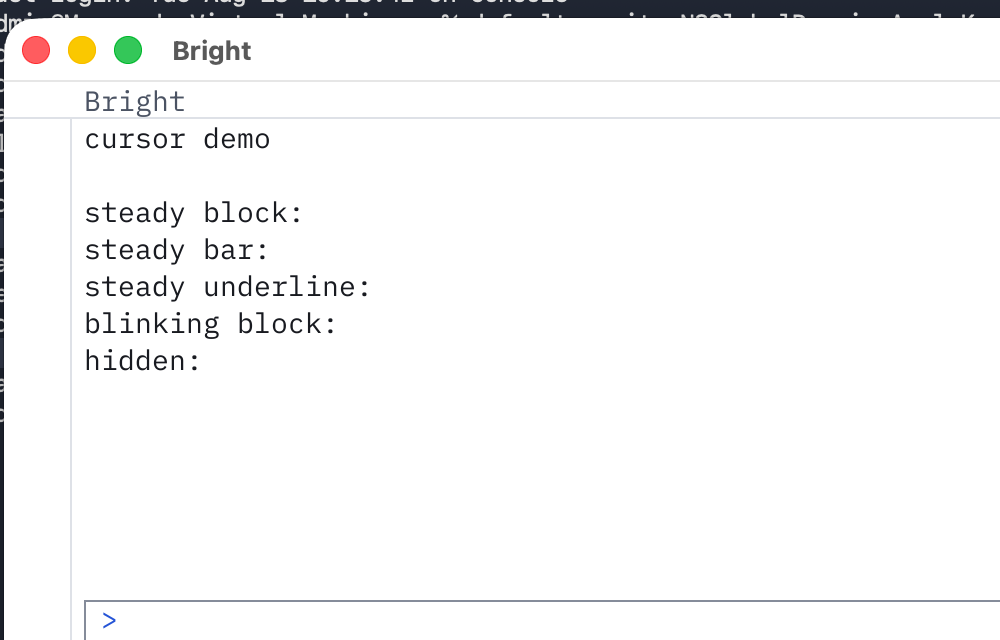 Bright
Bright
cursor demo
steady block:
steady bar:
steady underline:
blinking block:
hidden:
>